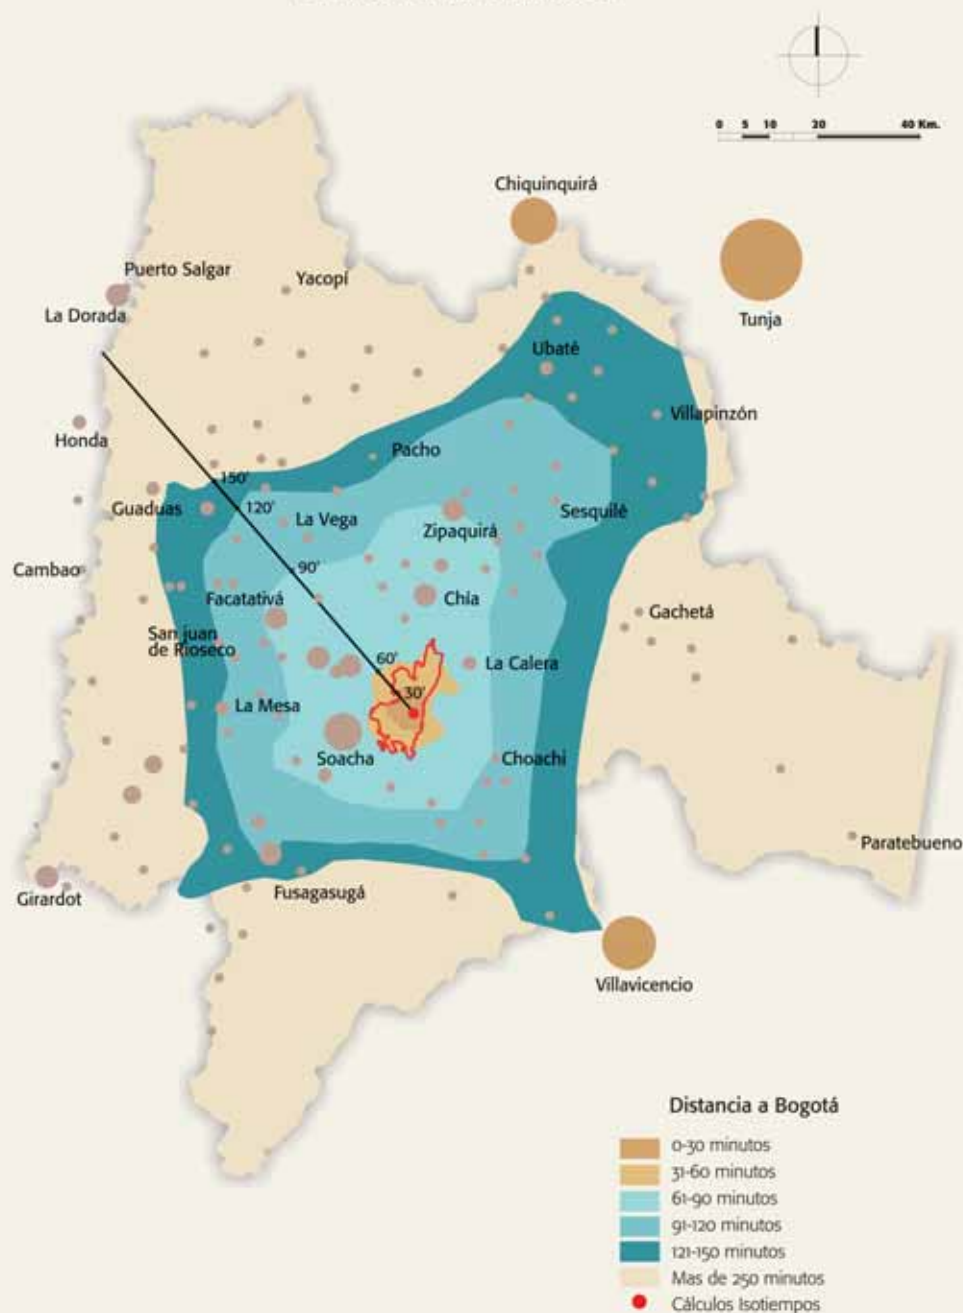 0 5 10 20 40 Km.
Chiquinquirá
Tunja
Puerto Salgar
Yacopí
La Dorada
Ubaté
Villapinzón
Honda
Pacho
150'
120'
Guaduas
La Vega
Sesquilé
Zipaquirá
90'
Cambao
Facatativá
Chía
Gachetá
San juan
de Rioseco
60'
La Calera
30'
La Mesa
Soacha
Choachi
Paratebueno
Girardot
Fusagasugá
Villavicencio
Distancia a Bogotá
0-30 minutos
31-60 minutos
61-90 minutos
91-120 minutos
121-150 minutos
Mas de 250 minutos
Cálculos Isotiempos